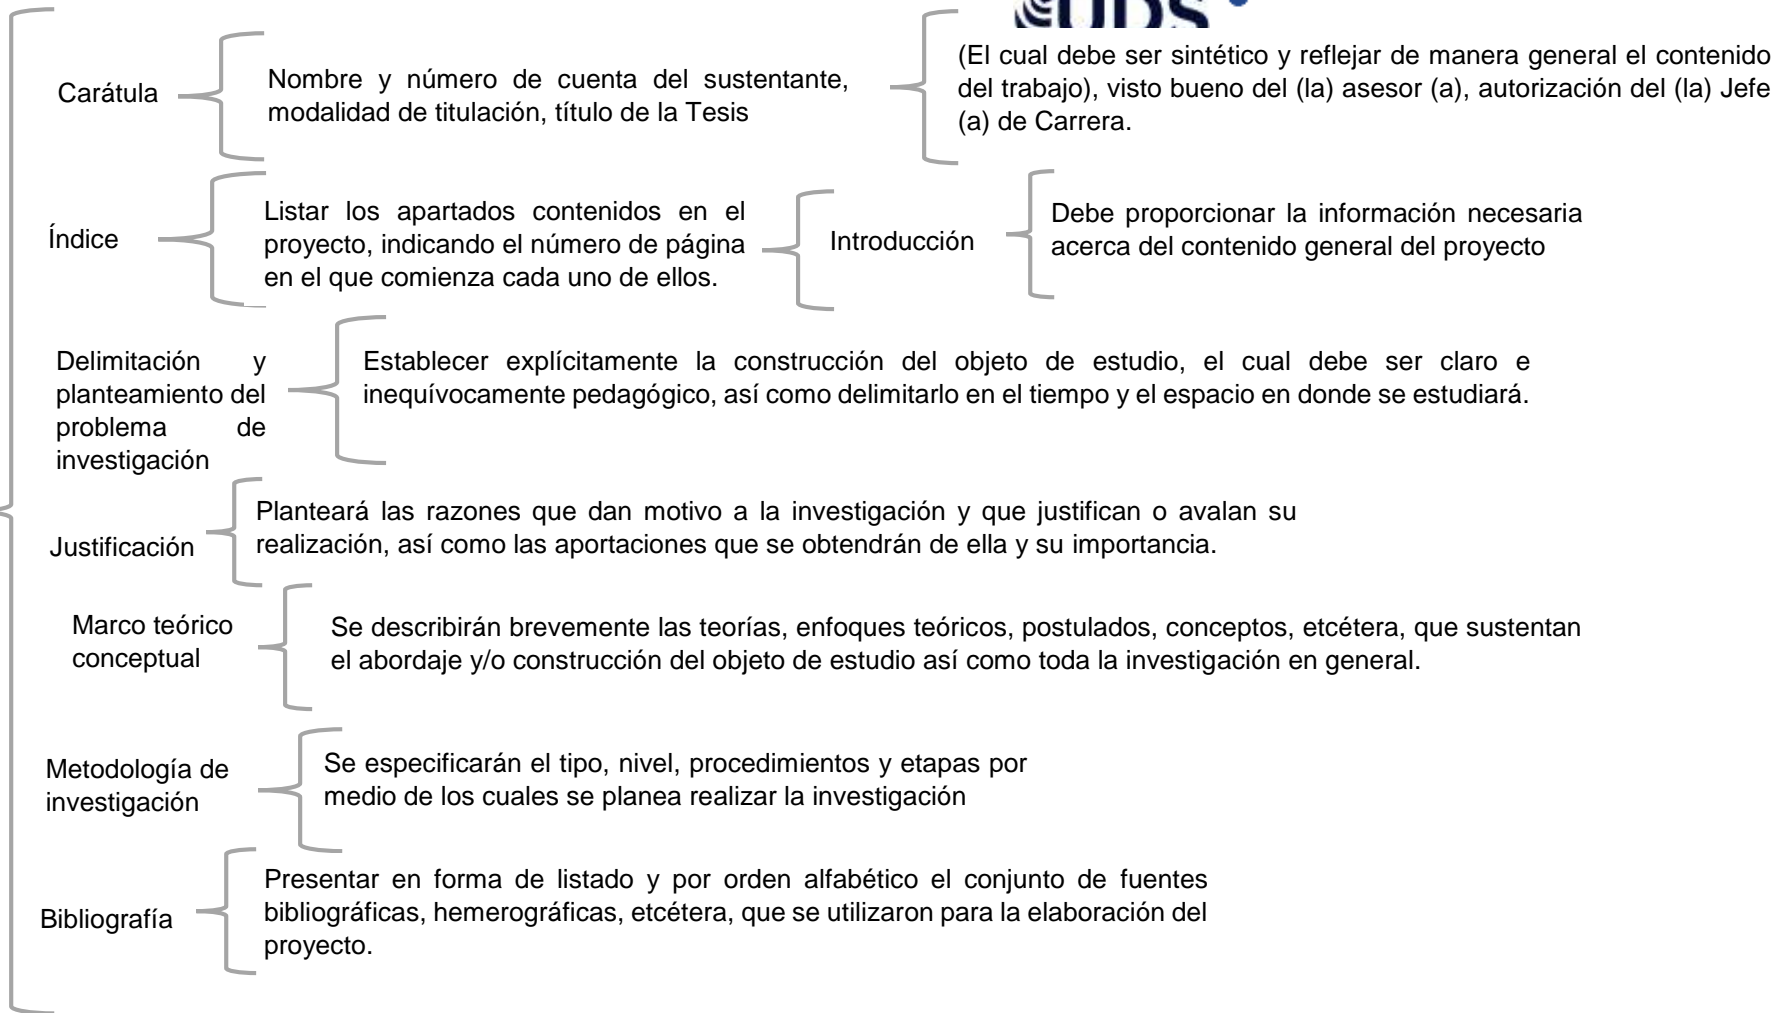 UDS
Carátula
Nombre y número de cuenta del sustentante,
modalidad de titulación, título de la Tesis
(El cual debe ser sintético y reflejar de manera general el contenido
del trabajo), visto bueno del (la) asesor (a), autorización del (la) Jefe
(a) de Carrera.
Índice
Listar los apartados contenidos en el
proyecto, indicando el número de página
en el que comienza cada uno de ellos.
Introducción
Debe proporcionar la información necesaria
acerca del contenido general del proyecto
Delimitación y
planteamiento del
problema de
investigación
Establecer explícitamente la construcción del objeto de estudio, el cual debe ser claro e
inequívocamente pedagógico, así como delimitarlo en el tiempo y el espacio en donde se estudiará.
Justificación
Planteará las razones que dan motivo a la investigación y que justifican o avalan su
realización, así como las aportaciones que se obtendrán de ella y su importancia.
Marco teórico
conceptual
Se describirán brevemente las teorías, enfoques teóricos, postulados, conceptos, etcétera, que sustentan
el abordaje y/o construcción del objeto de estudio así como toda la investigación en general.
Metodología de
investigación
Se especificarán el tipo, nivel, procedimientos y etapas por
medio de los cuales se planea realizar la investigación
Bibliografía
Presentar en forma de listado y por orden alfabético el conjunto de fuentes
bibliográficas, hemerográficas, etcétera, que se utilizaron para la elaboración del
proyecto.